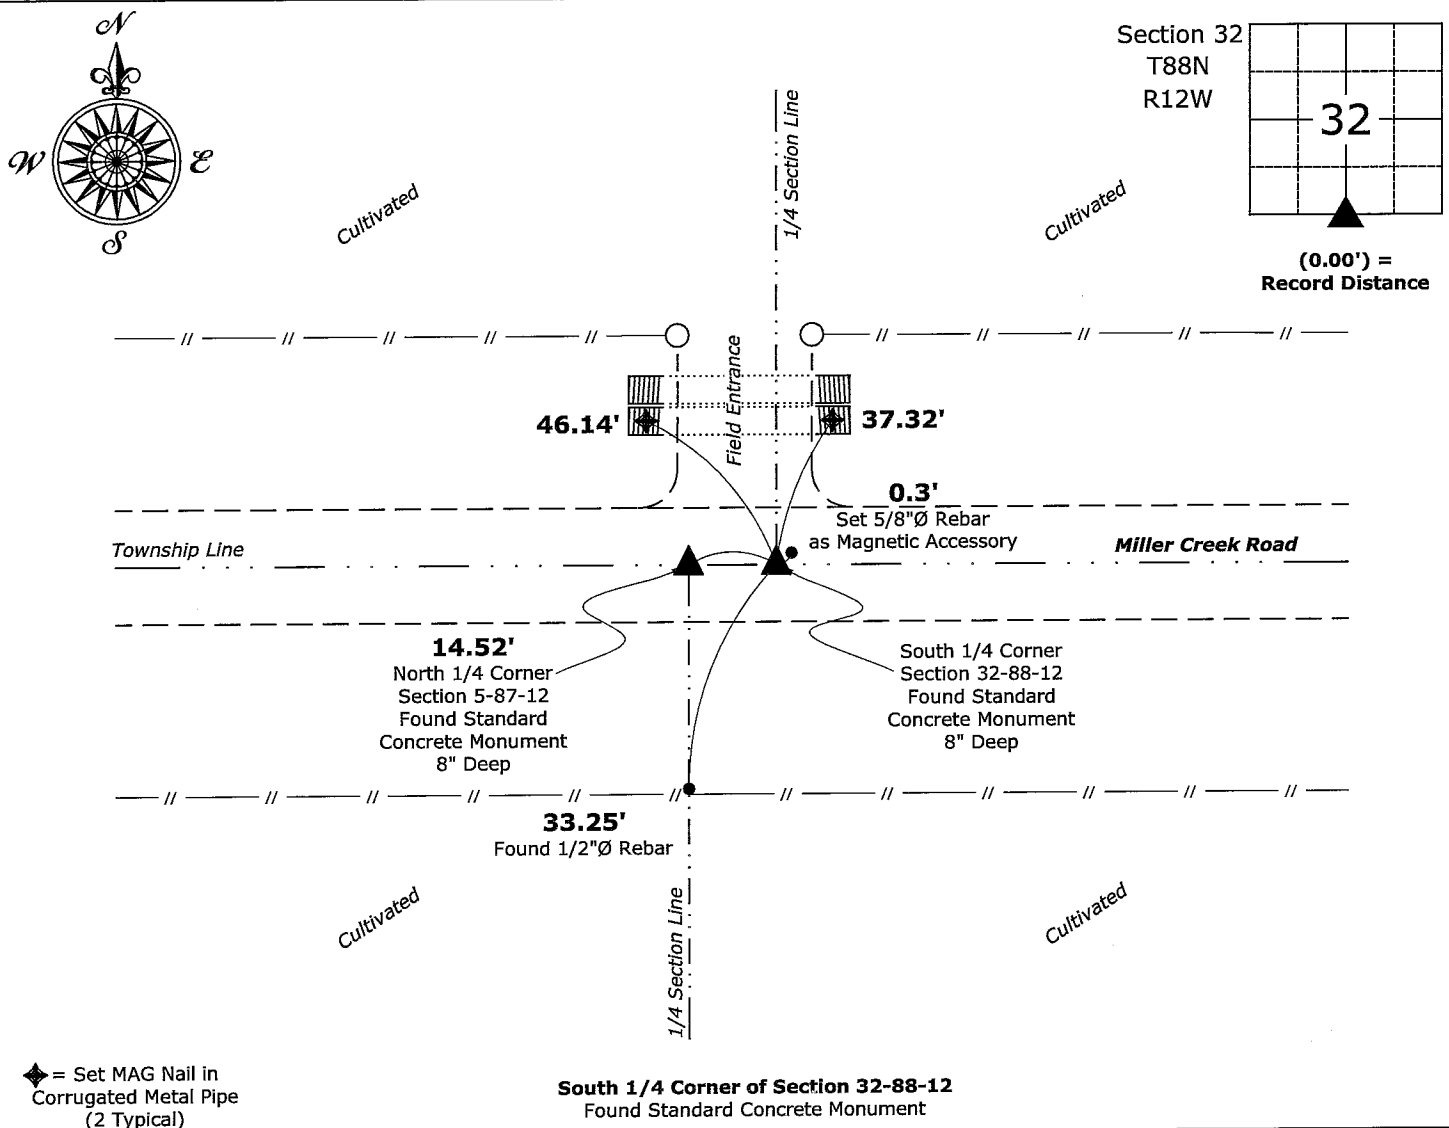 N
W
E
S
Section 32
T88N
R12W
32
(0.00') =
Record Distance
Cultivated
1/4 Section Line
Cultivated
Field Entrance
46.14'
37.32'
0.3'
Set 5/8"Ø Rebar
as Magnetic Accessory
Township Line
Miller Creek Road
14.52'
North 1/4 Corner
Section 5-87-12
Found Standard
Concrete Monument
8" Deep
South 1/4 Corner
Section 32-88-12
Found Standard
Concrete Monument
8" Deep
33.25'
Found 1/2"Ø Rebar
Cultivated
1/4 Section Line
Cultivated
= Set MAG Nail in
Corrugated Metal Pipe
(2 Typical)
South 1/4 Corner of Section 32-88-12
Found Standard Concrete Monument